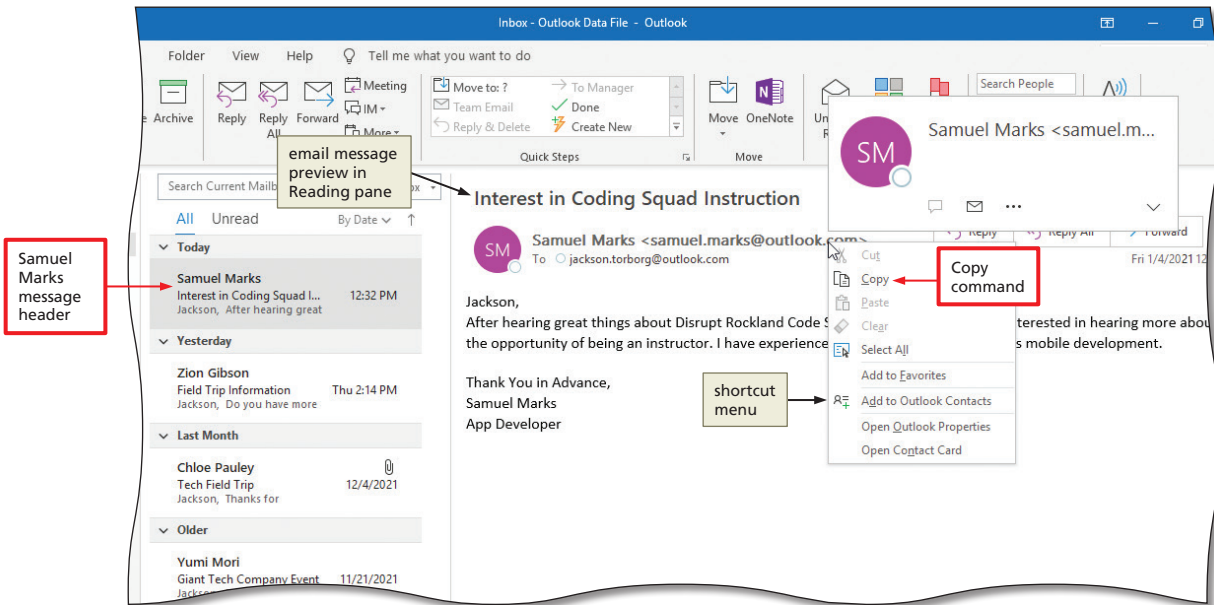 Inbox - Outlook Data File - Outlook
Folder View Help Tell me what you want to do
Archive
Reply
Reply All
Forward
Meeting
IM
More
Move to: ?
Team Email
Reply & Delete
To Manager
Done
Create New
Quick Steps
Move
OneNote
Move
Search People
SM
Samuel Marks <samuel.m...
email message
preview in
Reading pane
Search Current Mailb
All Unread By Date
Today
Samuel Marks
Interest in Coding Squad I... 12:32 PM
Jackson, After hearing great
Yesterday
Zion Gibson
Field Trip Information Thu 2:14 PM
Jackson, Do you have more
Last Month
Chloe Pauley
Tech Field Trip 12/4/2021
Jackson, Thanks for
Older
Yumi Mori
Giant Tech Company Event 11/21/2021
Samuel
Marks
message
header
Interest in Coding Squad Instruction
Reply Reply All Forward
SM
Samuel Marks <samuel.marks@outlook.com>
To jackson.torborg@outlook.com
Fri 1/4/2021 12
Jackson,
After hearing great things about Disrupt Rockland Code
the opportunity of being an instructor. I have experience
s mobile development.
Thank You in Advance,
Samuel Marks
App Developer
shortcut
menu
Cut
Copy
Paste
Clear
Select All
Add to Favorites
Add to Outlook Contacts
Open Outlook Properties
Open Contact Card
Copy
command